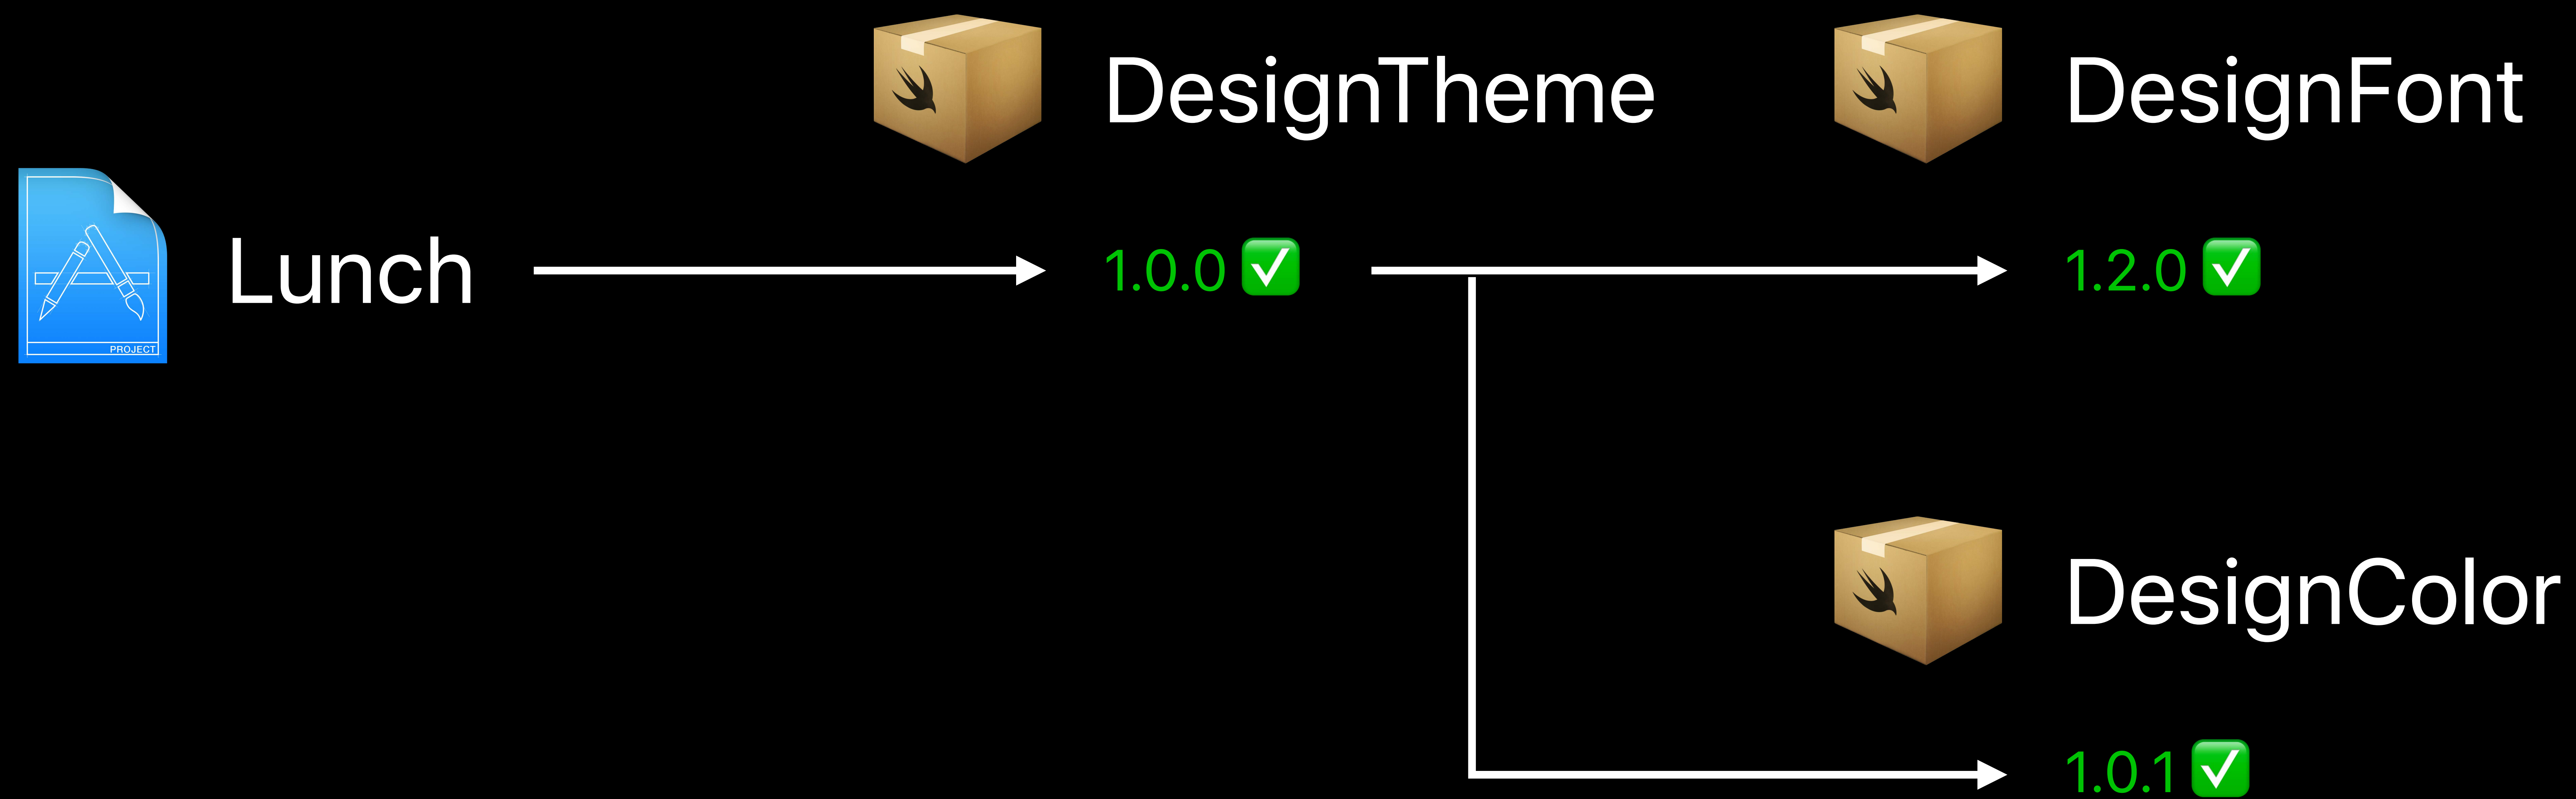 DesignTheme
DesignFont
PROJECT
Lunch
1.0.0 ✅
1.2.0 ✅
DesignColor
1.0.1 ✅